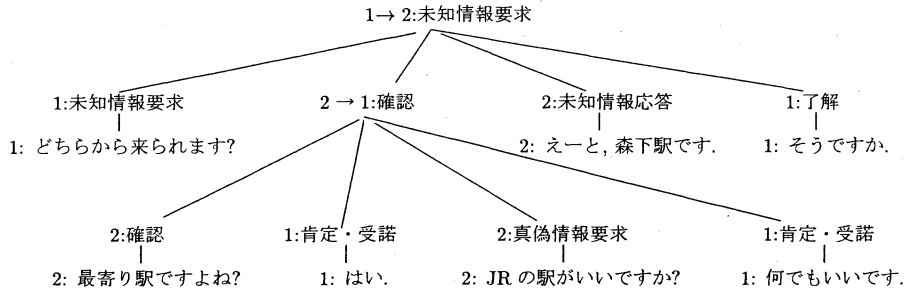 1→ 2:未知情報要求
1:未知情報要求 2 → 1:確認 2:未知情報応答 1:了解
1: どちらから来られます? 2: えーと, 森下駅です. 1: そうですか.
2:確認 1:肯定・受諾 2:真偽情報要求 1:肯定・受諾
2: 最寄り駅ですよね? 1: はい. 2: JR の駅がいいですか? 1: 何でもいいです.